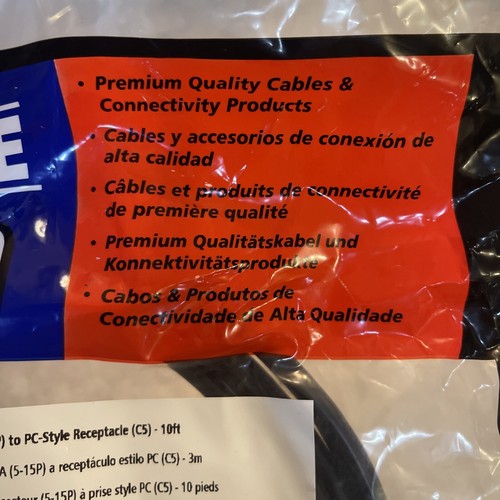 • Premium Quality Cables &
Connectivity Products
• Cables y accesorios de conexión de
alta calidad
• Câbles et produits de connectivité
de première qualité
• Premium Qualitätskabel und
Konnektivitätsprodukte
• Cabos & Produtos de
Conectividade de Alta Qualidade
) to PC-Style Receptacle (C5) - 10ft
A (5-15P) a receptáculo estilo PC (C5) - 3m
(5-15P) à prise style PC (C5) - 10 pieds